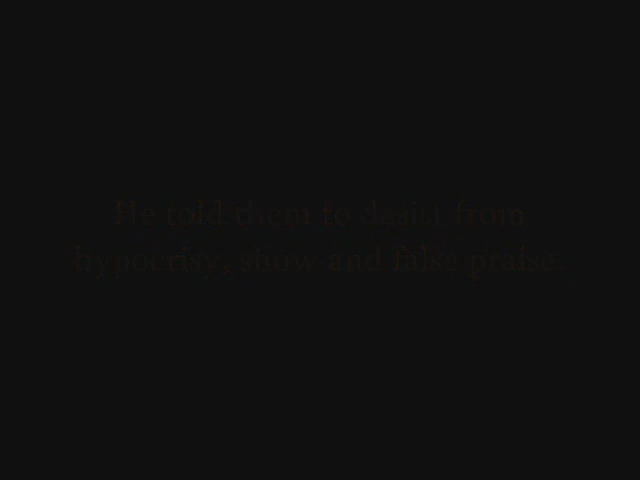 He told them to desist from
hypocrisy, show and false praise.